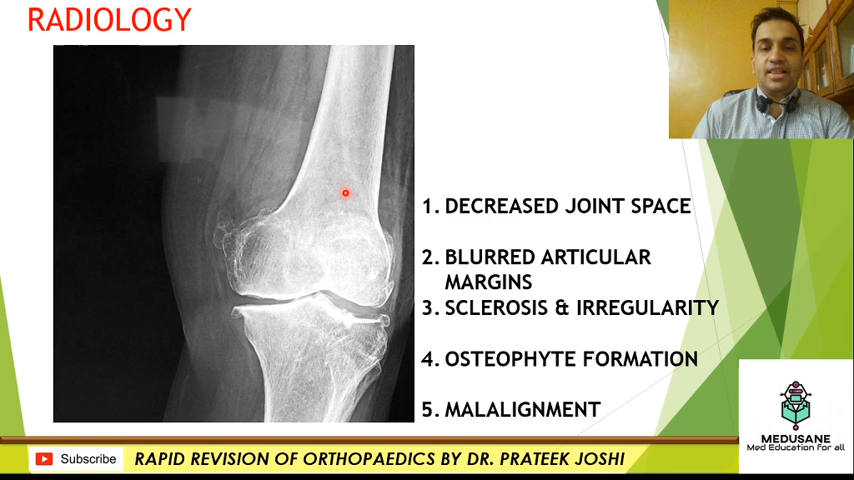 RADIOLOGY
1. DECREASED JOINT SPACE
2. BLURRED ARTICULAR
MARGINS
3. SCLEROSIS & IRREGULARITY
4. OSTEOPHYTE FORMATION
5. MALALIGNMENT
MEDUSANE
Med Education For all
Subscribe
RAPID REVISION OF ORTHOPAEDICS BY DR. PRATEEK JOSHI